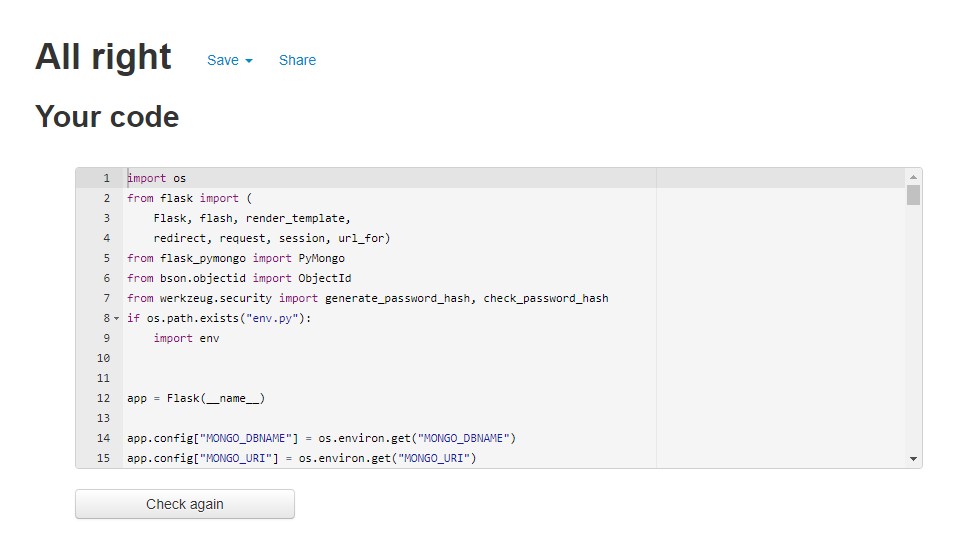 All right Save Share
Your code
1 import os
2 from flask import (
3     Flask, flash, render_template,
4     redirect, request, session, url_for)
5 from flask_pymongo import PyMongo
6 from bson.objectid import ObjectId
7 from werkzeug.security import generate_password_hash, check_password_hash
8 if os.path.exists("env.py"):
9     import env
10
11
12 app = Flask(__name__)
13
14 app.config["MONGO_DBNAME"] = os.environ.get("MONGO_DBNAME")
15 app.config["MONGO_URI"] = os.environ.get("MONGO_URI")
Check again